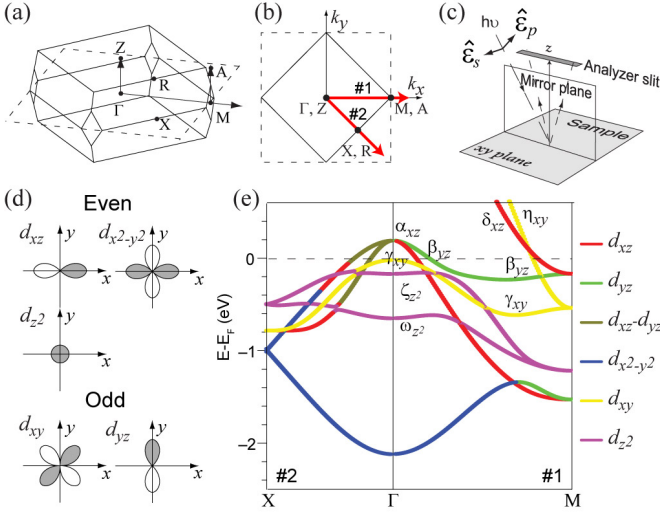 (a)
Z
A
R
Γ
M
X
(b)
k_y
k_x
#1
Γ, Z
M, A
#2
X, R
(c)
hυ
ε̂_p
ε̂_s
z
Analyzer slit
Mirror plane
Sample
xy plane
(d)
Even
d_xz
y
x
d_x²-y²
y
x
d_z²
y
x
Odd
d_xy
y
x
d_yz
y
x
(e)
E-E_F (eV)
0
−1
−2
α_xz
β_yz
γ_xy
ζ_z²
ω_z²
δ_xz
η_xy
β_yz
γ_xy
#2
#1
X
Γ
M
d_xz
d_yz
d_xz-d_yz
d_x²-y²
d_xy
d_z²